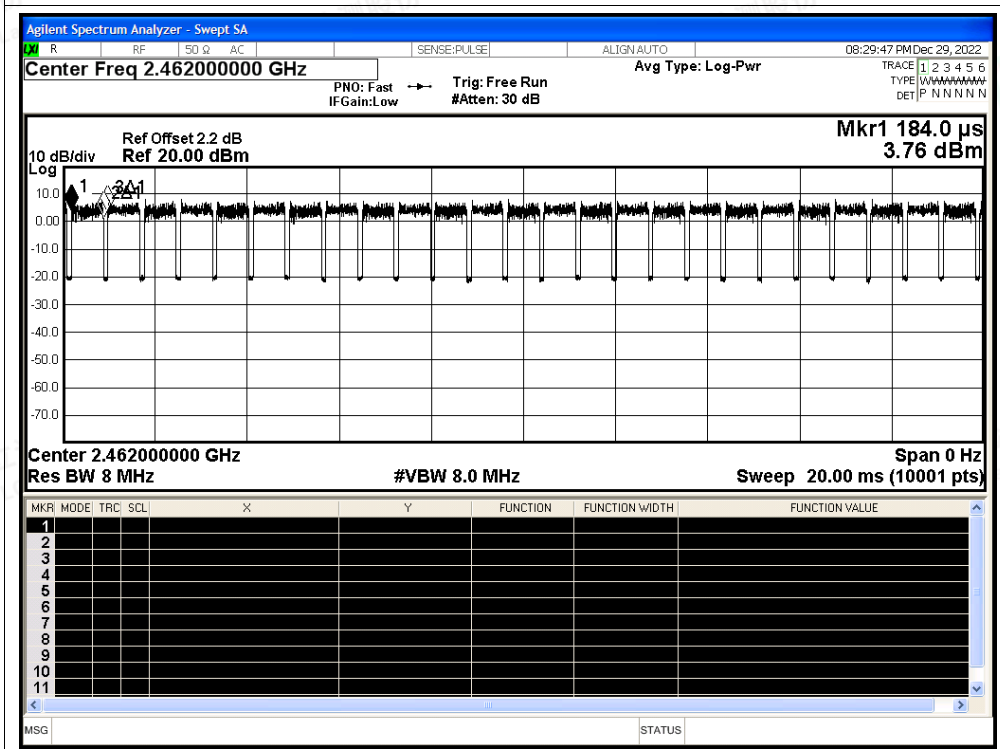 Agilent Spectrum Analyzer - Swept SA
LXI R RF 50 Ω AC SENSE:PULSE ALIGN AUTO 08:29:47 PM Dec 29, 2022
Center Freq 2.462000000 GHz
PNO: Fast
IFGain:Low
Trig: Free Run
#Atten: 30 dB
Avg Type: Log-Pwr
TRACE 1 2 3 4 5 6
TYPE WWWWWW
DET P N N N N N
Mkr1 184.0 µs
3.76 dBm
Ref Offset 2.2 dB
10 dB/div Ref 20.00 dBm
Log
10.0
0.00
-10.0
-20.0
-30.0
-40.0
-50.0
-60.0
-70.0
1
3Δ1
Center 2.462000000 GHz Span 0 Hz
Res BW 8 MHz #VBW 8.0 MHz Sweep 20.00 ms (10001 pts)
MKR MODE TRC SCL X Y FUNCTION FUNCTION WIDTH FUNCTION VALUE
1
2
3
4
5
6
7
8
9
10
11
MSG STATUS